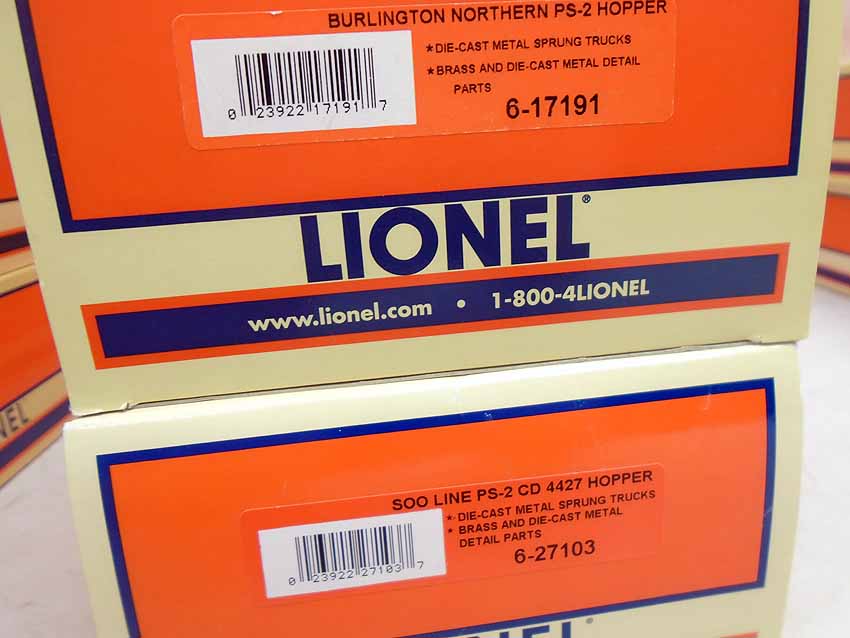 BURLINGTON NORTHERN PS-2 HOPPER
*DIE-CAST METAL SPRUNG TRUCKS
*BRASS AND DIE-CAST METAL DETAIL
PARTS
6-17191
0 23922 17191 7
LIONEL®
www.lionel.com • 1-800-4LIONEL
SOO LINE PS-2 CD 4427 HOPPER
*-DIE-CAST METAL SPRUNG TRUCKS
* BRASS AND DIE-CAST METAL
DETAIL PARTS
6-27103
0 23922 27103 7